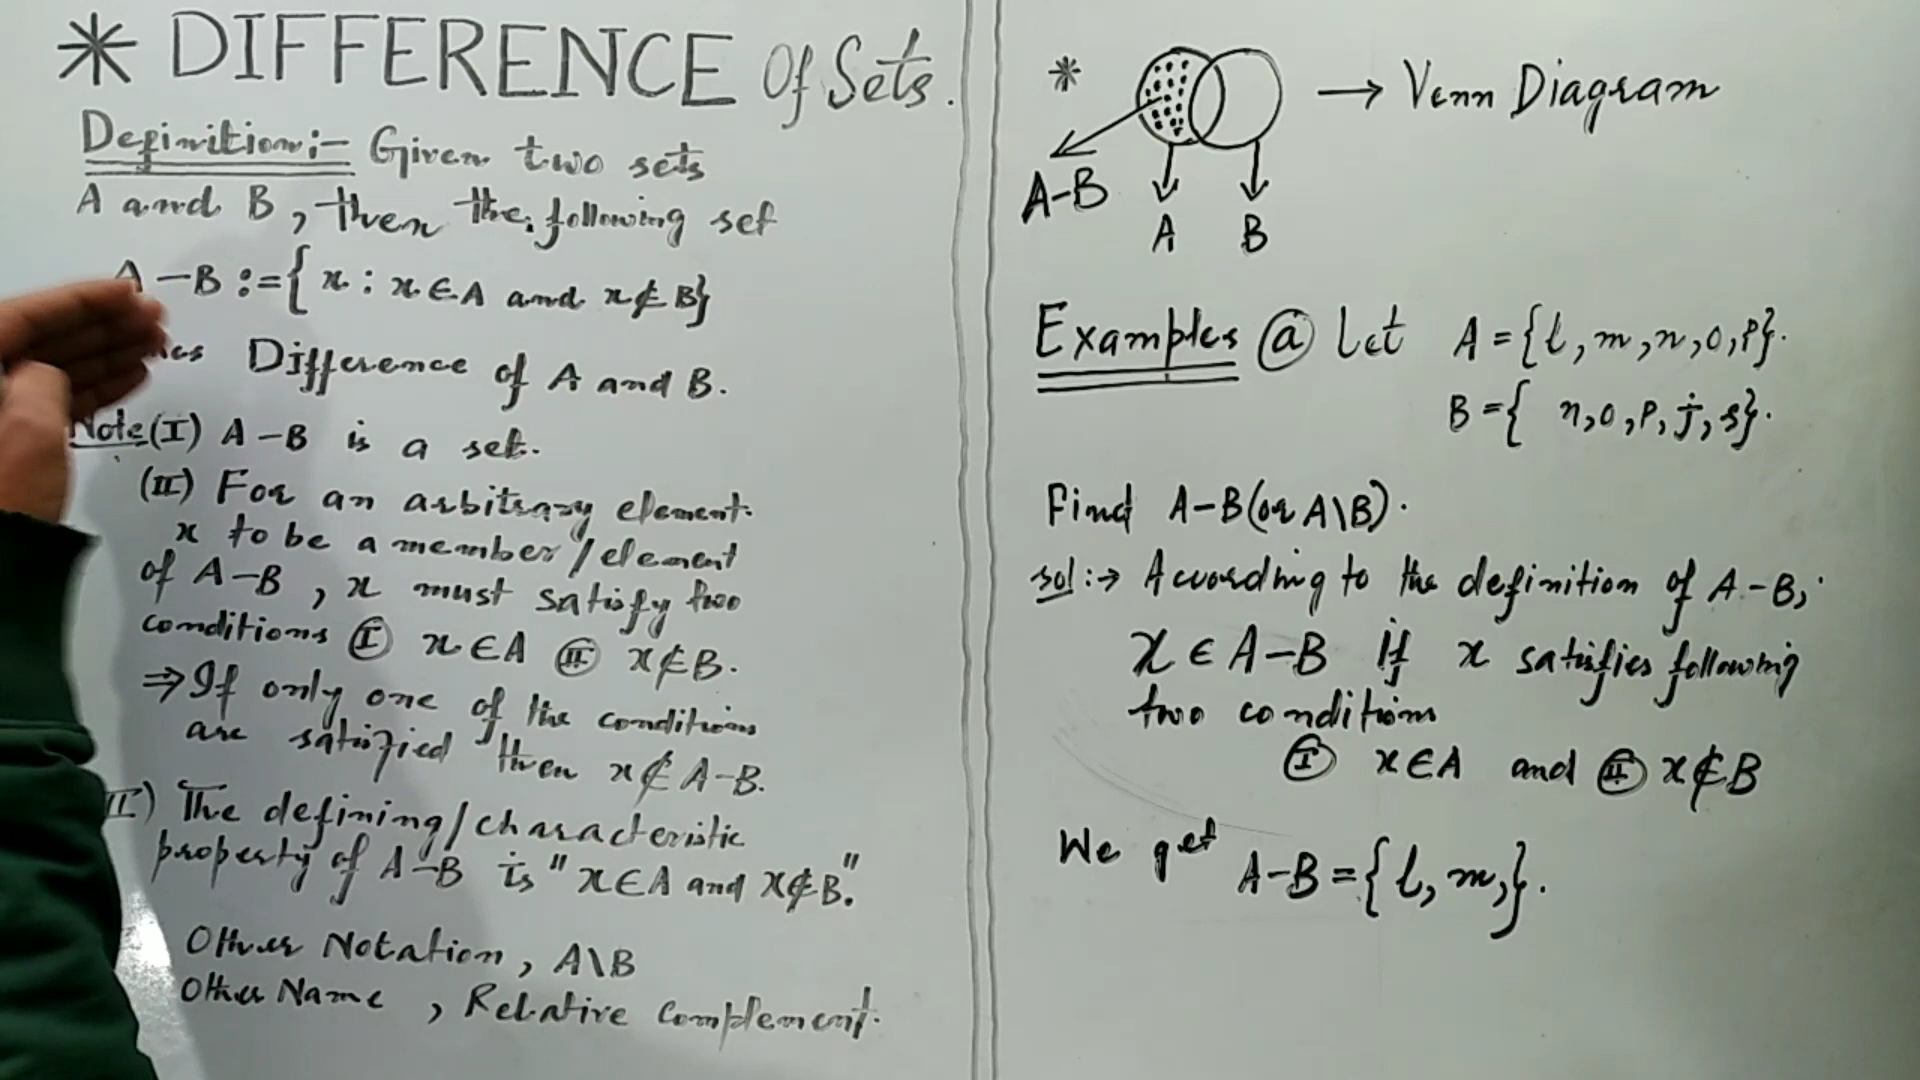 * DIFFERENCE Of Sets.
Definition:- Given two sets
A and B, then the following set
A-B := { x : x ∈ A and x ∉ B}
Difference of A and B.
Note (I) A-B is a set.
(II) For an arbitrary element
x to be a member/element
of A-B, x must satisfy two
conditions Ⓘ x∈A Ⓘ̄I x∉B.
⇒ If only one of the conditions
are satisfied then x∉A-B.
II) The defining/characteristic
property of A-B is "x∈A and x∉B."
Other Notation, A\B
Other Name, Relative Complement.
* → Venn Diagram
A-B
A B
Examples ⓐ Let A = {l, m, n, o, p}.
B = { n, o, p, j, s}.
Find A-B (or A\B).
sol :→ According to the definition of A-B,
x ∈ A-B if x satisfies following
two conditions
Ⓘ x∈A and (II) x∉B
We get A-B = {l, m,}.